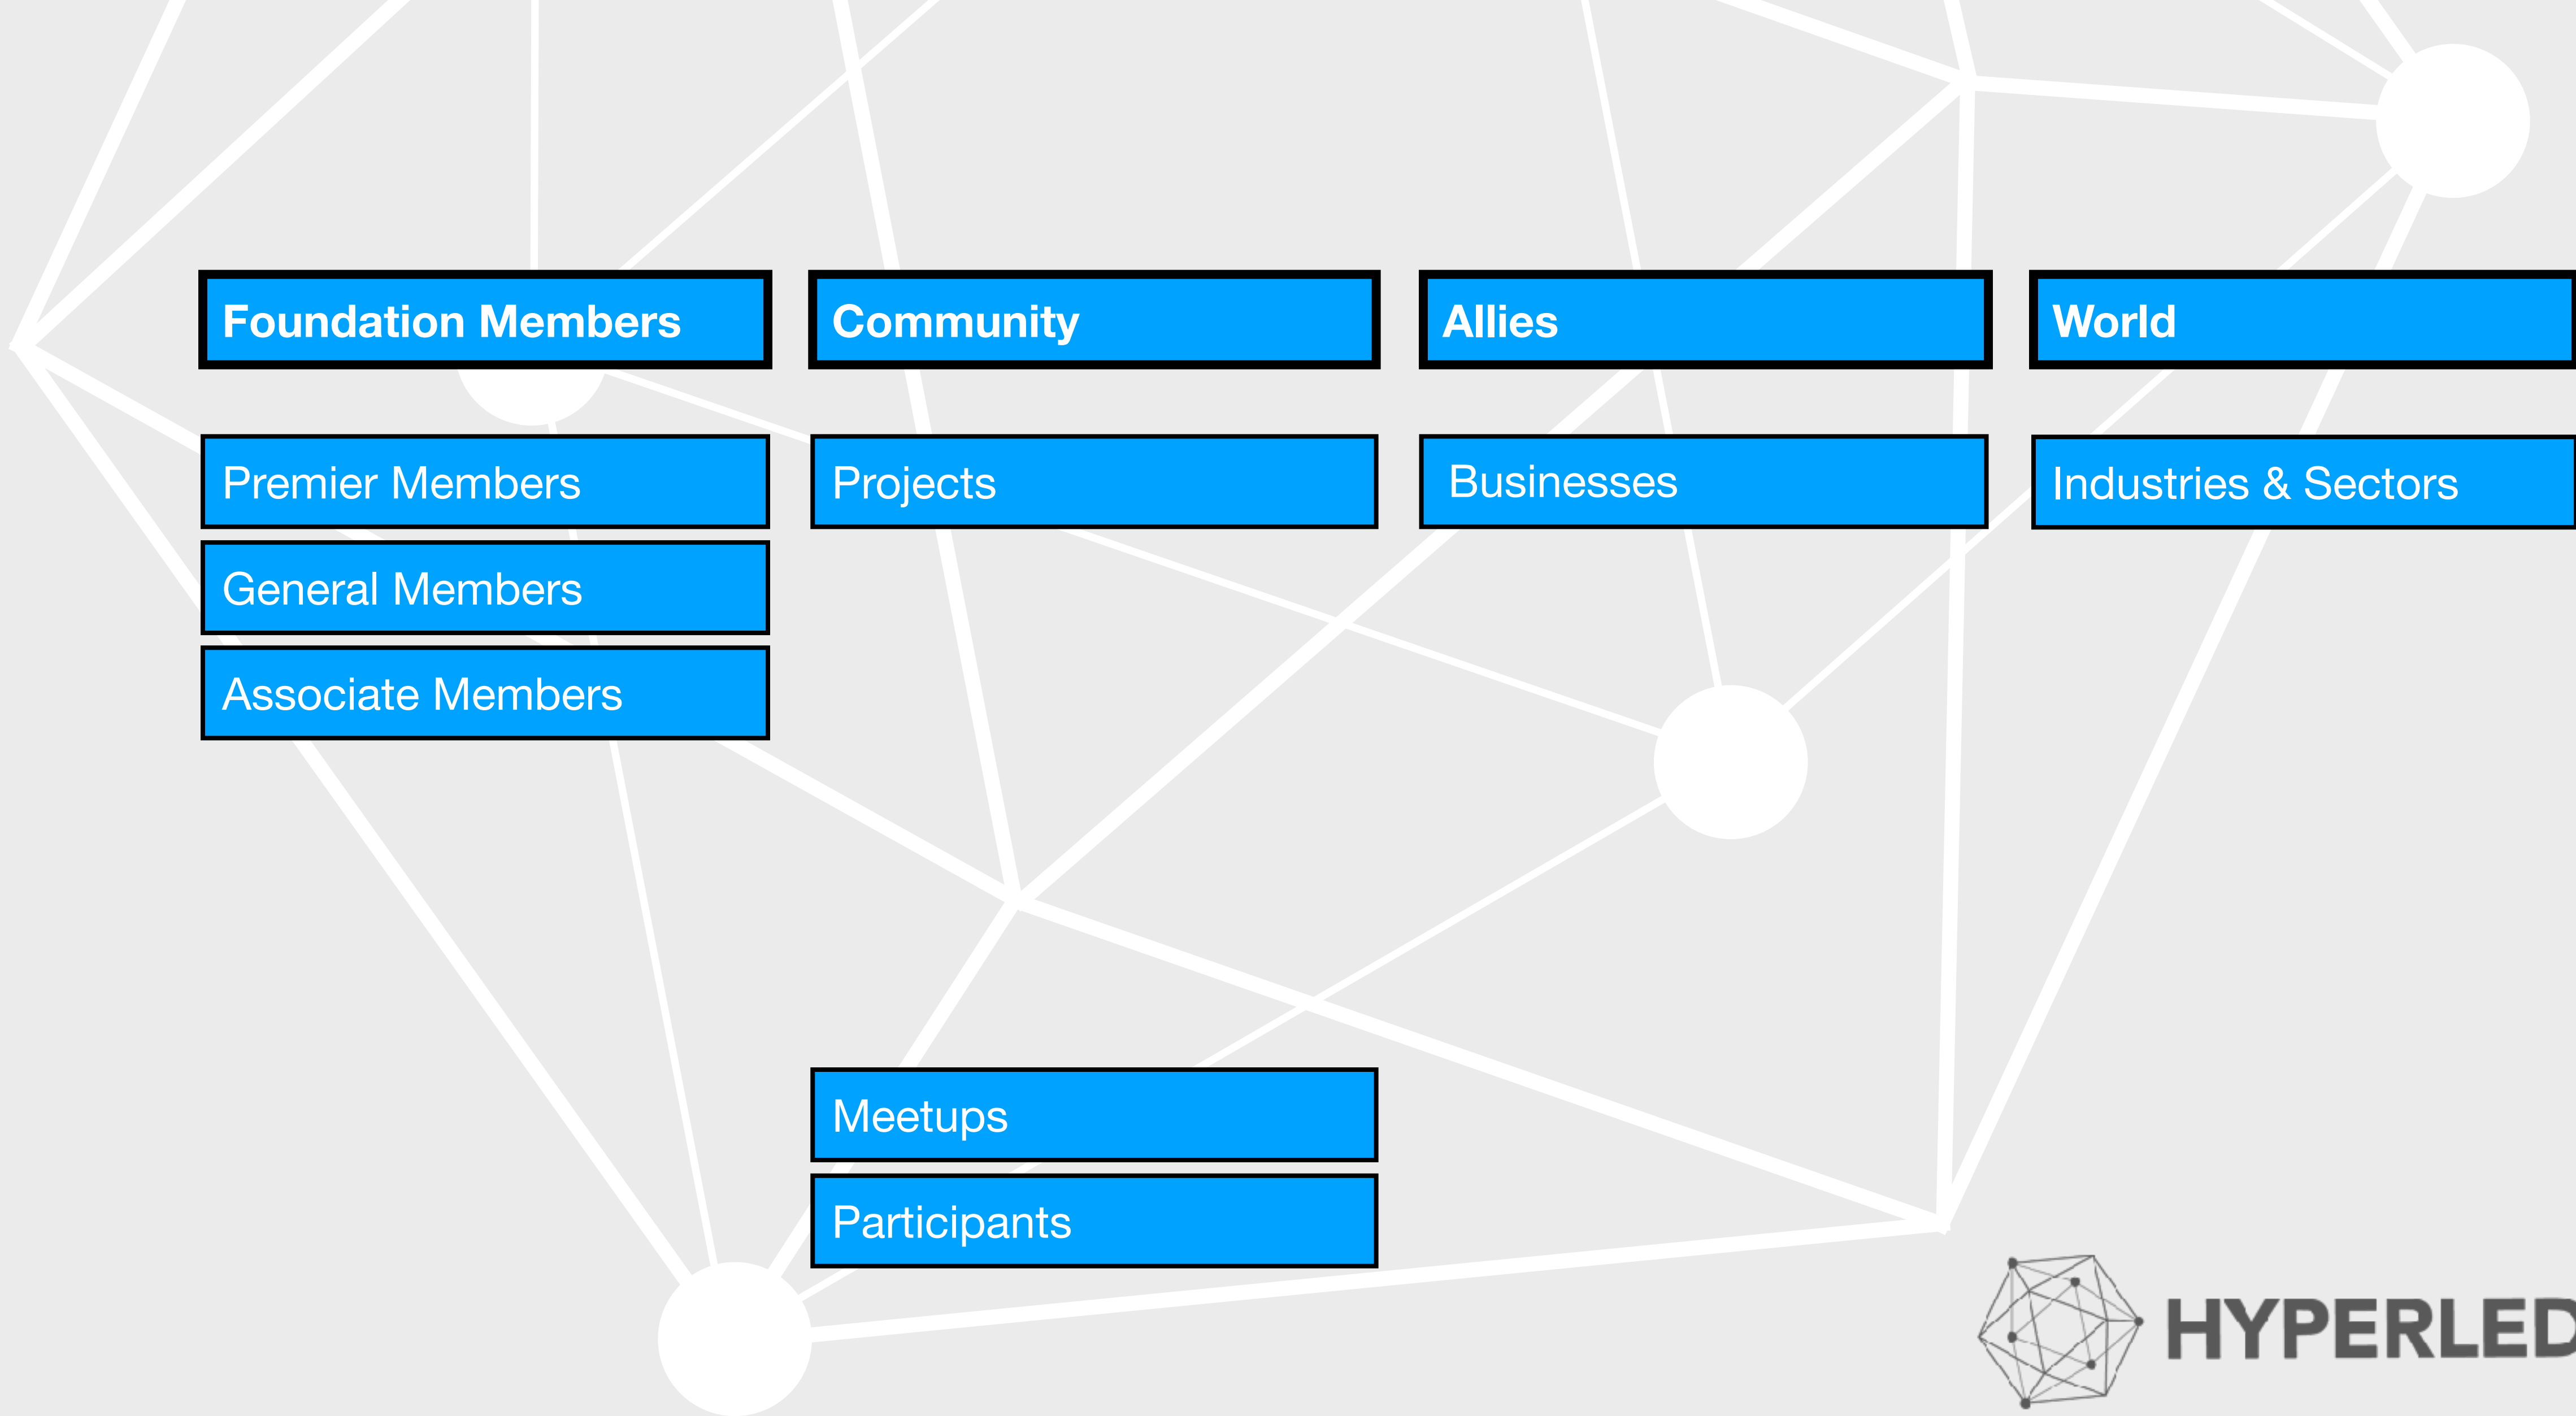 Foundation Members
Community
Allies
World
Premier Members
Projects
Businesses
Industries & Sectors
General Members
Associate Members
Meetups
Participants
HYPERLED